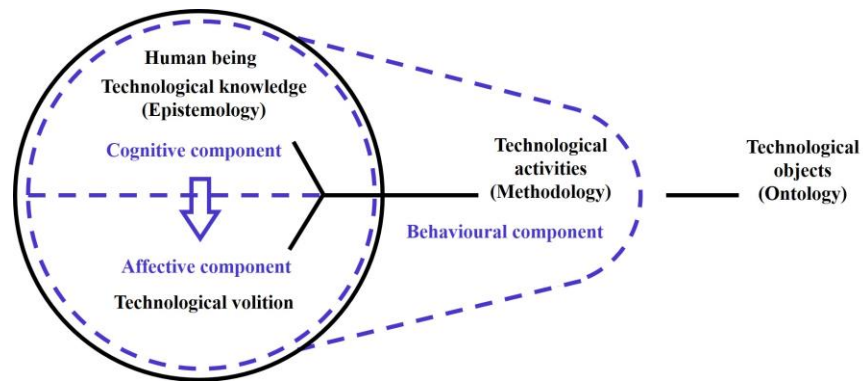 Human being
Technological knowledge
(Epistemology)
Cognitive component
Affective component
Technological volition
Technological
activities
(Methodology)
Behavioural component
Technological
objects
(Ontology)